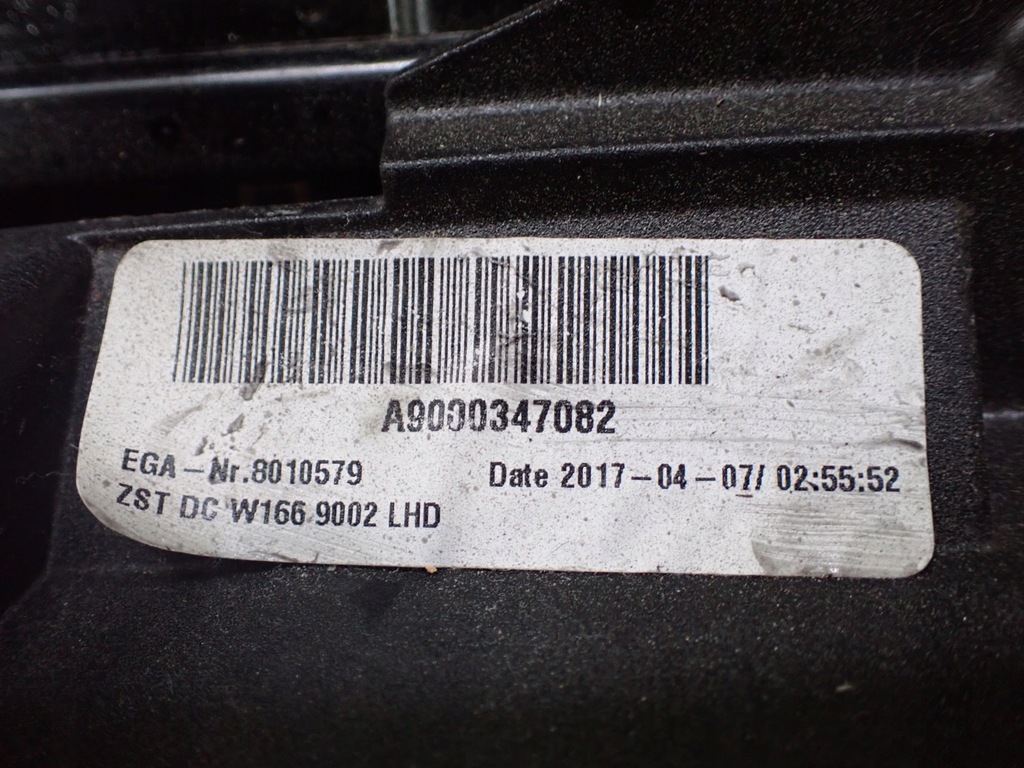 A9000347082
EGA-Nr.8010579 Date 2017-04-07/ 02:55:52
ZST DC W166 9002 LHD